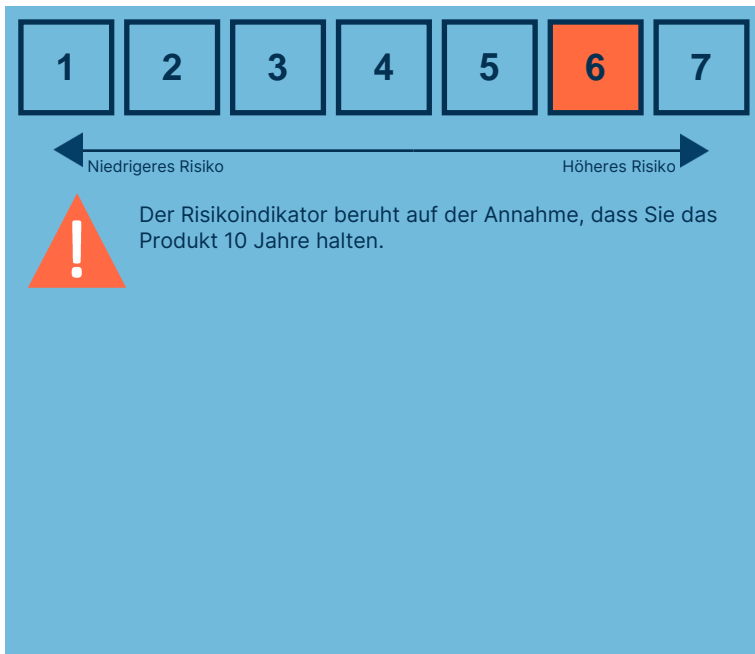 1 2 3 4 5 6 7
Niedrigeres Risiko Höheres Risiko
!
Der Risikoindikator beruht auf der Annahme, dass Sie das
Produkt 10 Jahre halten.